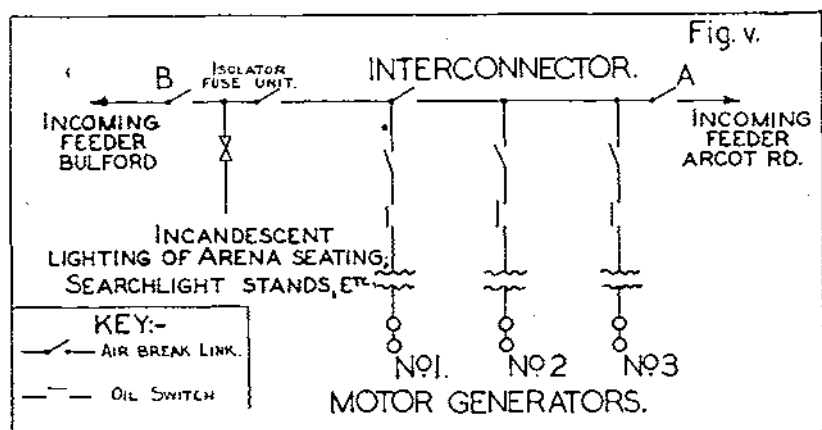 Fig. v.
B
ISOLATOR
FUSE UNIT.
INTERCONNECTOR.
A
INCOMING
FEEDER
BULFORD
INCOMING
FEEDER
ARCOT RD.
INCANDESCENT
LIGHTING OF ARENA SEATING,
SEARCHLIGHT STANDS, ETC
KEY:-
AIR BREAK LINK.
OIL SWITCH
No1.
No2
No3
MOTOR GENERATORS.